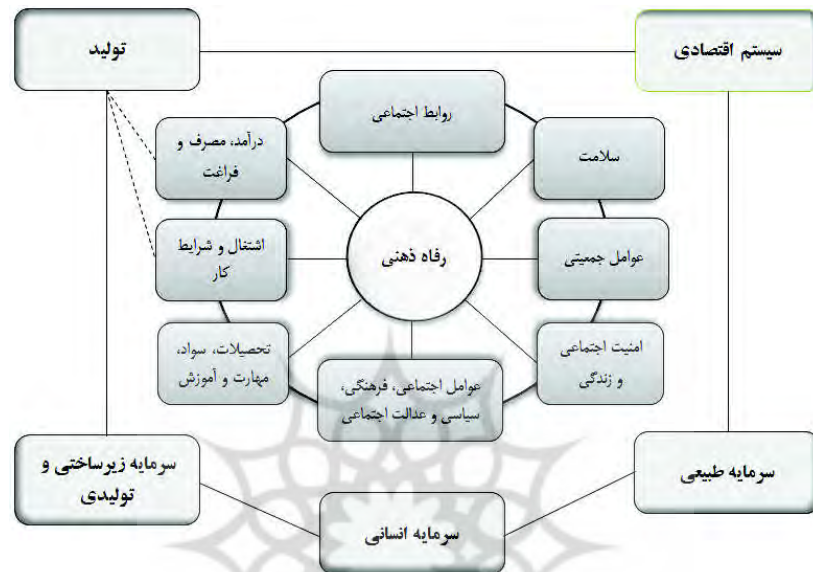 سیستم اقتصادی
تولید
روابط اجتماعی
سلامت
درآمد، مصرف و
فراغت
رفاه ذهنی
عوامل جمعیتی
اشتغال و شرایط
کار
امنیت اجتماعی
و زندگی
عوامل اجتماعی، فرهنگی،
سیاسی و عدالت اجتماعی
تحصیلات، سواد،
مهارت و آموزش
سرمایه طبیعی
سرمایه انسانی
سرمایه زیرساختی و
تولیدی